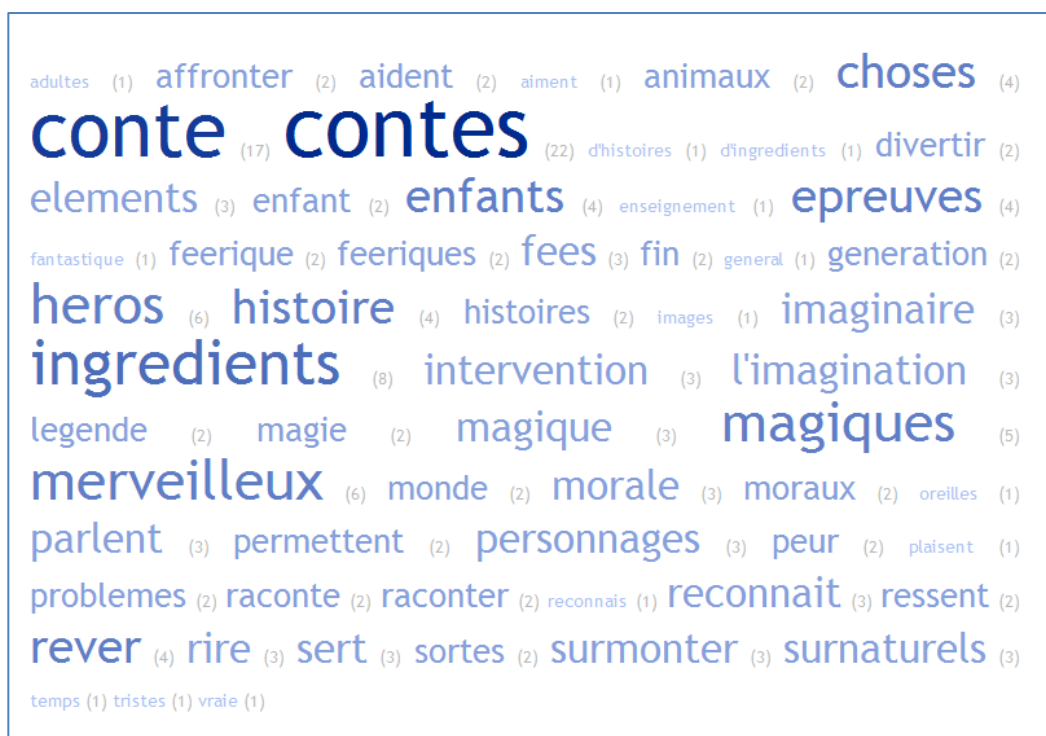 adultes (1) affronter (2) aident (2) aiment (1) animaux (2) choses (4)
conte (17) contes (22) d'histoires (1) d'ingredients (1) divertir (2)
elements (3) enfant (2) enfants (4) enseignement (1) epreuves (4)
fantastique (1) feerique (2) feeriques (2) fees (3) fin (2) general (1) generation (2)
heros (6) histoire (4) histoires (2) images (1) imaginaire (3)
ingredients (8) intervention (3) l'imagination (3)
legende (2) magie (2) magique (3) magiques (5)
merveilleux (6) monde (2) morale (3) moraux (2) oreilles (1)
parlent (3) permettent (2) personnages (3) peur (2) plaisent (1)
problemes (2) raconte (2) raconter (2) reconnais (1) reconnait (3) ressent (2)
rever (4) rire (3) sert (3) sortes (2) surmonter (3) surnaturels (3)
temps (1) tristes (1) vraie (1)